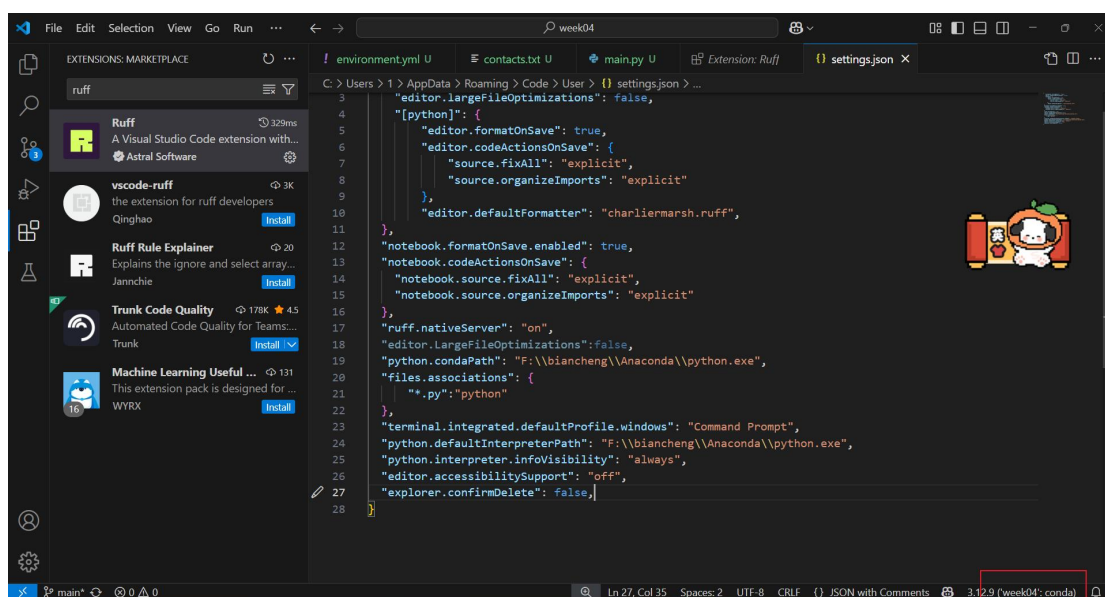 File Edit Selection View Go Run ··· week04
EXTENSIONS: MARKETPLACE
ruff
Ruff 329ms
A Visual Studio Code extension with...
Astral Software
vscode-ruff 3K
the extension for ruff developers
Qinghao Install
Ruff Rule Explainer 20
Explains the ignore and select array...
Jannchie Install
Trunk Code Quality 178K 4.5
Automated Code Quality for Teams:...
Trunk Install
Machine Learning Useful ... 131
This extension pack is designed for ...
WYRX Install
16
3
environment.yml U contacts.txt U main.py U Extension: Ruff {} settings.json
C: > Users > 1 > AppData > Roaming > Code > User > {} settings.json > ...
3 "editor.largeFileOptimizations": false,
4 "[python]": {
5 "editor.formatOnSave": true,
6 "editor.codeActionsOnSave": {
7 "source.fixAll": "explicit",
8 "source.organizeImports": "explicit"
9 },
10 "editor.defaultFormatter": "charliermarsh.ruff",
11 },
12 "notebook.formatOnSave.enabled": true,
13 "notebook.codeActionsOnSave": {
14 "notebook.source.fixAll": "explicit",
15 "notebook.source.organizeImports": "explicit"
16 },
17 "ruff.nativeServer": "on",
18 "editor.LargeFileOptimizations":false,
19 "python.condaPath": "F:\\biancheng\\Anaconda\\python.exe",
20 "files.associations": {
21 "*.py":"python"
22 },
23 "terminal.integrated.defaultProfile.windows": "Command Prompt",
24 "python.defaultInterpreterPath": "F:\\biancheng\\Anaconda\\python.exe",
25 "python.interpreter.infoVisibility": "always",
26 "editor.accessibilitySupport": "off",
27 "explorer.confirmDelete": false,
28 }
英
main* 0 0 Ln 27, Col 35 Spaces: 2 UTF-8 CRLF {} JSON with Comments 3.12.9 ('week04': conda)